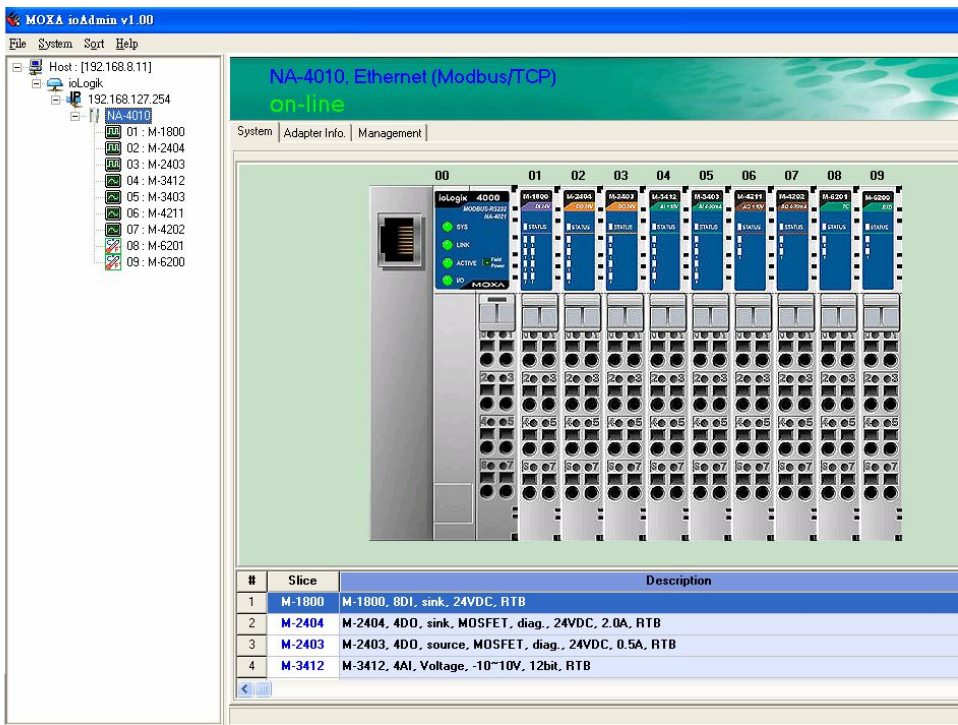 MOXA ioAdmin v1.00
File System Sort Help
Host : [192.168.8.11]
ioLogik
192.168.127.254
NA-4010
01 : M-1800
02 : M-2404
03 : M-2403
04 : M-3412
05 : M-3403
06 : M-4211
07 : M-4202
08 : M-6201
09 : M-6200
NA-4010, Ethernet (Modbus/TCP)
on-line
System Adapter Info. Management
00 01 02 03 04 05 06 07 08 09
ioLogik 4000
MODBUS-RS232
NA-4021
SYS
LINK
ACTIVE
Field Power
I/O
MOXA
M-1800 M-2404 M-2403 M-3412 M-3403 M-4211 M-4202 M-6201 M-6200
STATUS STATUS STATUS STATUS STATUS STATUS STATUS STATUS STATUS
# Slice Description
1 M-1800 M-1800, 8DI, sink, 24VDC, RTB
2 M-2404 M-2404, 4DO, sink, MOSFET, diag., 24VDC, 2.0A, RTB
3 M-2403 M-2403, 4DO, source, MOSFET, diag., 24VDC, 0.5A, RTB
4 M-3412 M-3412, 4AI, Voltage, -10~10V, 12bit, RTB